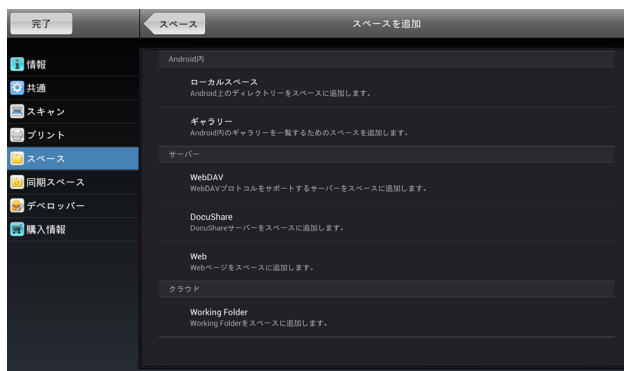 完了
スペース
スペースを追加
情報
共通
スキャン
プリント
スペース
同期スペース
デベロッパー
購入情報
Android内
ローカルスペース
Android上のディレクトリーをスペースに追加します。
ギャラリー
Android内のギャラリーを一覧するためのスペースを追加します。
サーバー
WebDAV
WebDAVプロトコルをサポートするサーバーをスペースに追加します。
DocuShare
DocuShareサーバーをスペースに追加します。
Web
Webページをスペースに追加します。
クラウド
Working Folder
Working Folderをスペースに追加します。